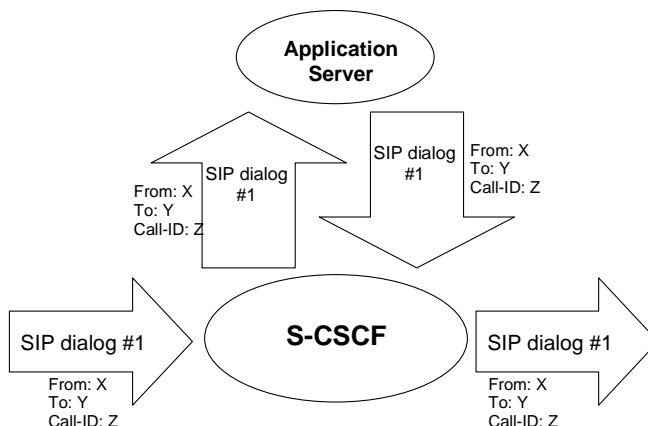 Application
Server
SIP dialog
#1
From: X
To: Y
Call-ID: Z
SIP dialog
#1
From: X
To: Y
Call-ID: Z
SIP dialog #1
From: X
To: Y
Call-ID: Z
S-CSCF
SIP dialog #1
From: X
To: Y
Call-ID: Z